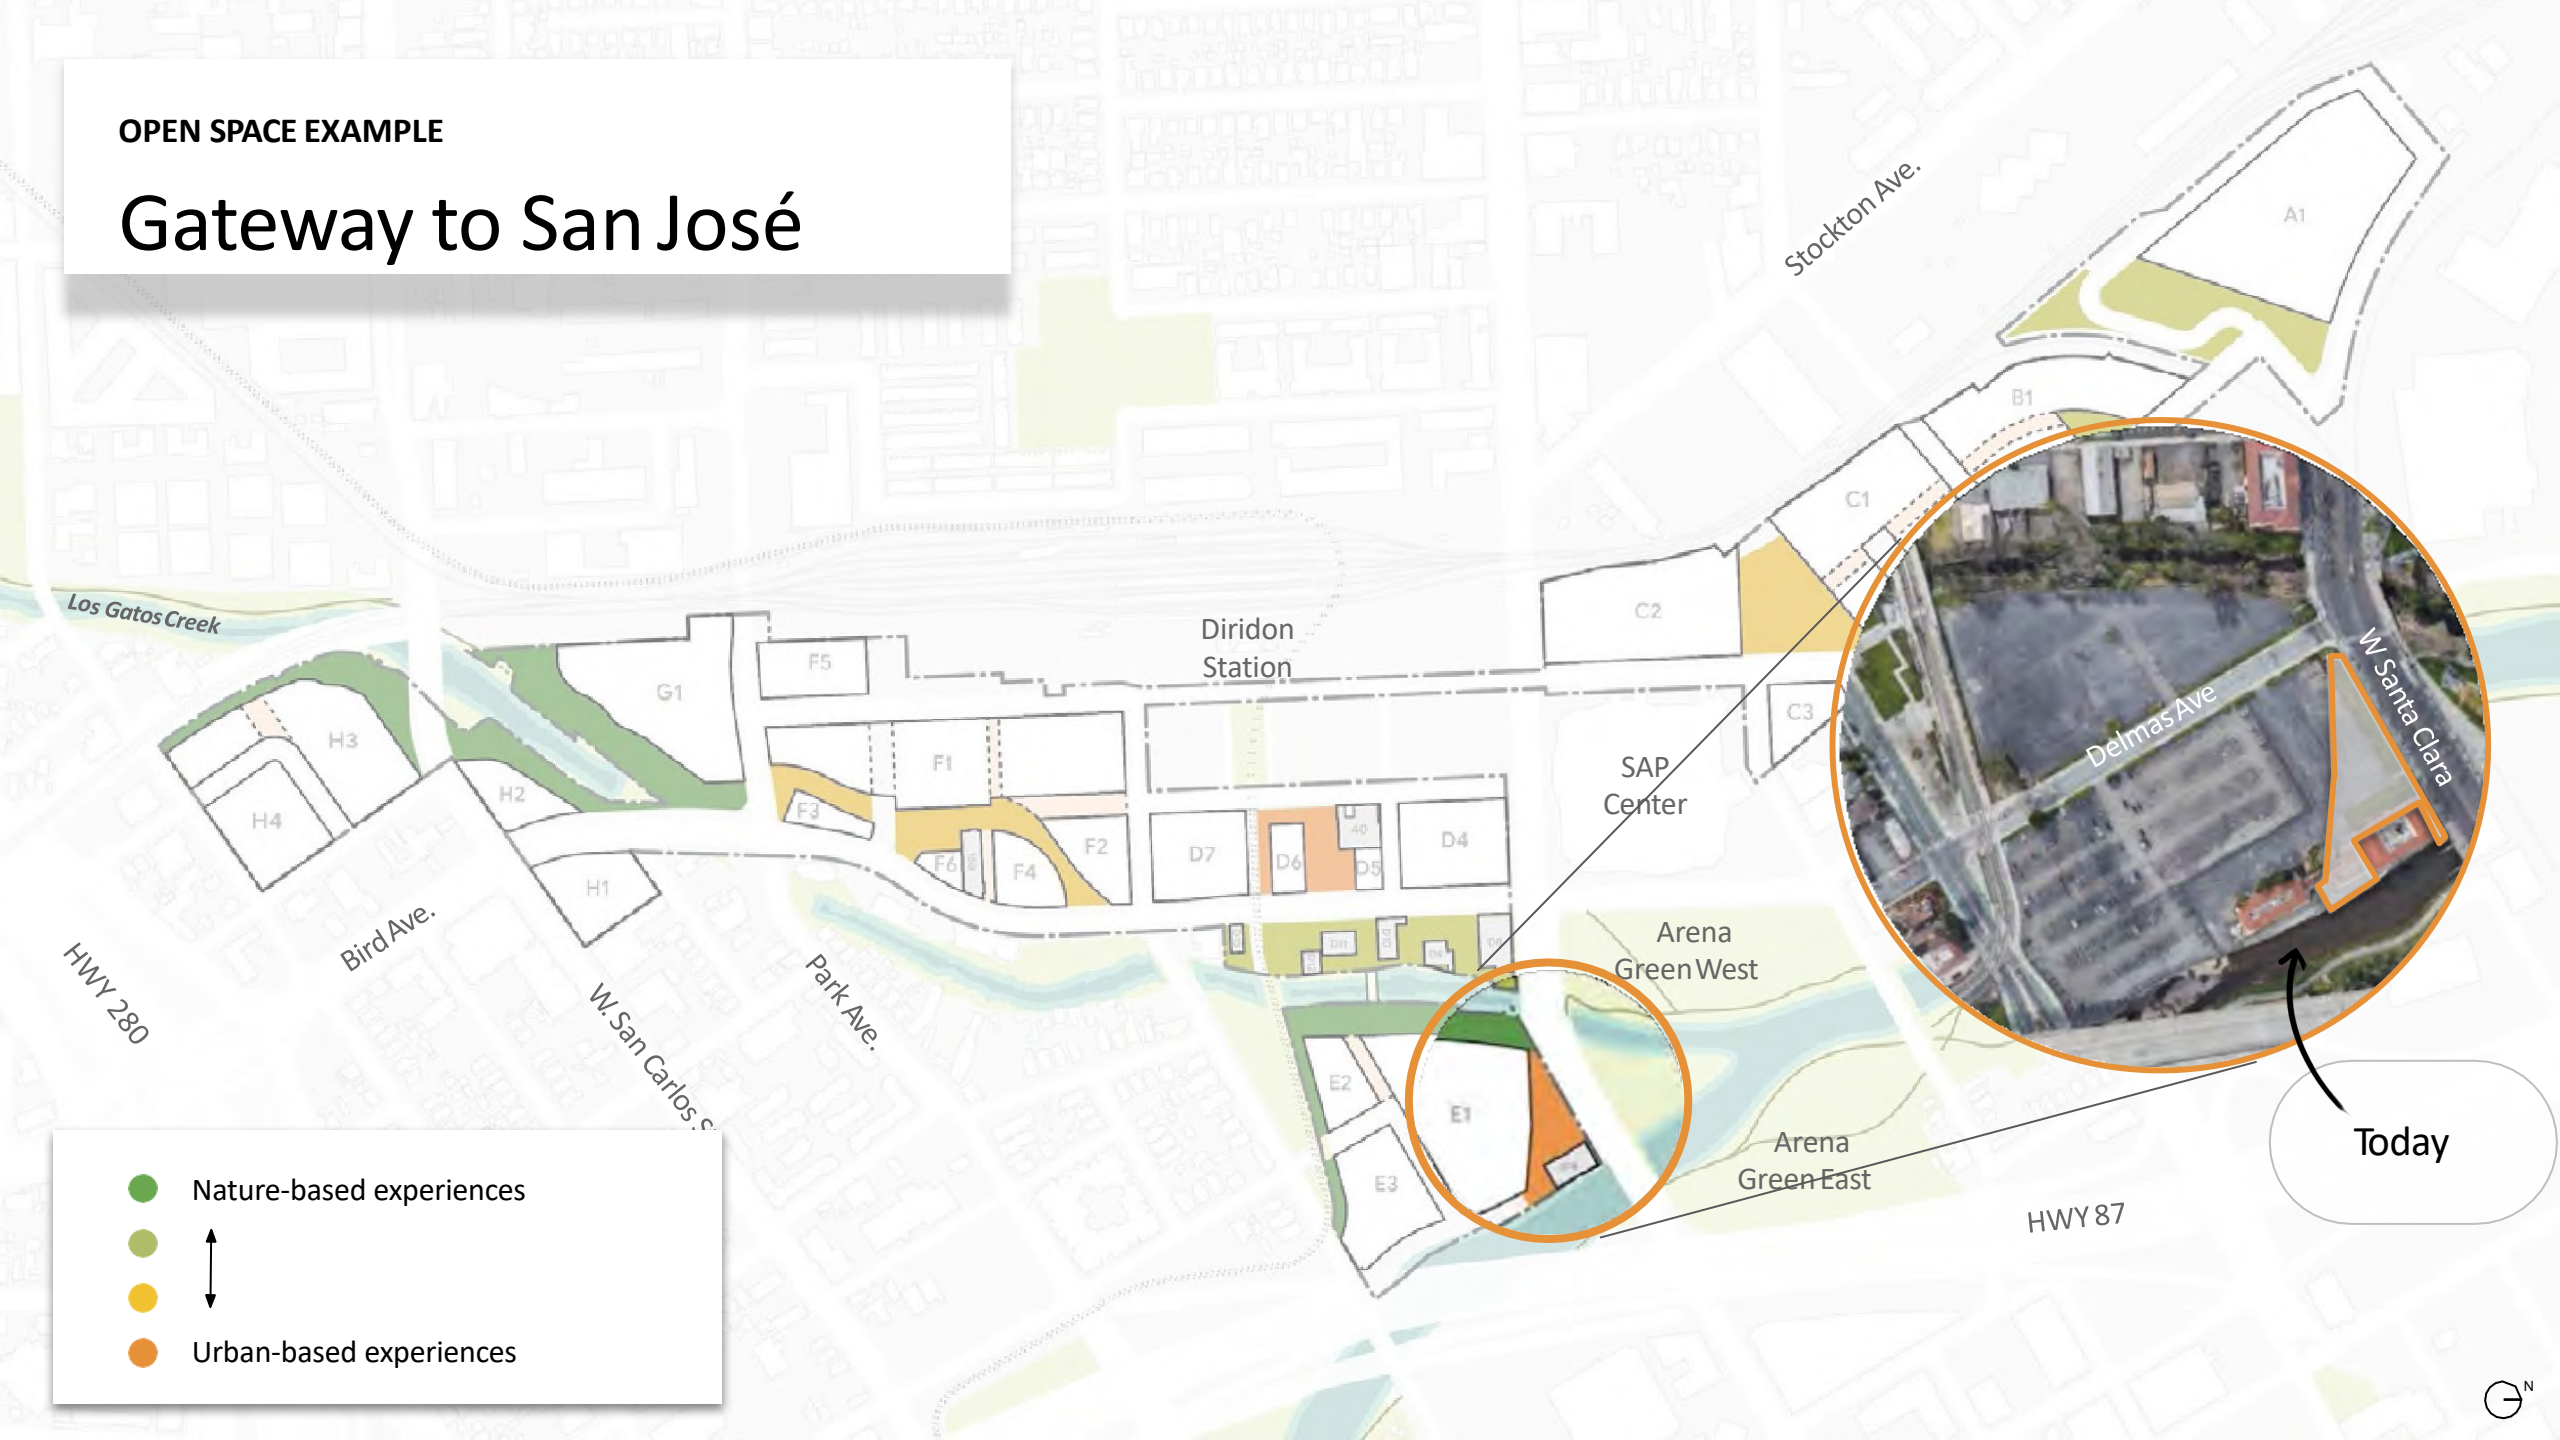 OPEN SPACE EXAMPLE
Gateway to San José
Stockton Ave.
A1
B1
C1
C2
C3
Los Gatos Creek
Diridon
Station
SAP
Center
W Santa Clara
Delmas Ave
G1
F5
F1
F3
F6
F4
F2
H3
H4
H2
H1
D7
D6
40
D5
D4
D11
Arena
Green West
HWY 280
Bird Ave.
W. San Carlos S
Park Ave.
E2
E1
E3
Arena
Green East
HWY 87
Today
Nature-based experiences
Urban-based experiences
N